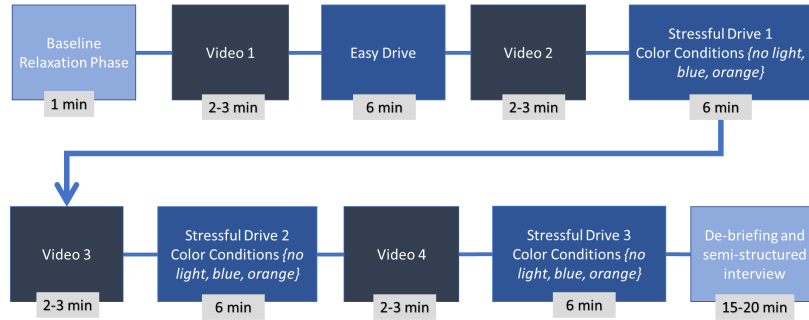 Baseline
Relaxation Phase
1 min
Video 1
2-3 min
Easy Drive
6 min
Video 2
2-3 min
Stressful Drive 1
Color Conditions {no light,
blue, orange}
6 min
Video 3
2-3 min
Stressful Drive 2
Color Conditions {no
light, blue, orange}
6 min
Video 4
2-3 min
Stressful Drive 3
Color Conditions {no
light, blue, orange}
6 min
De-briefing and
semi-structured
interview
15-20 min